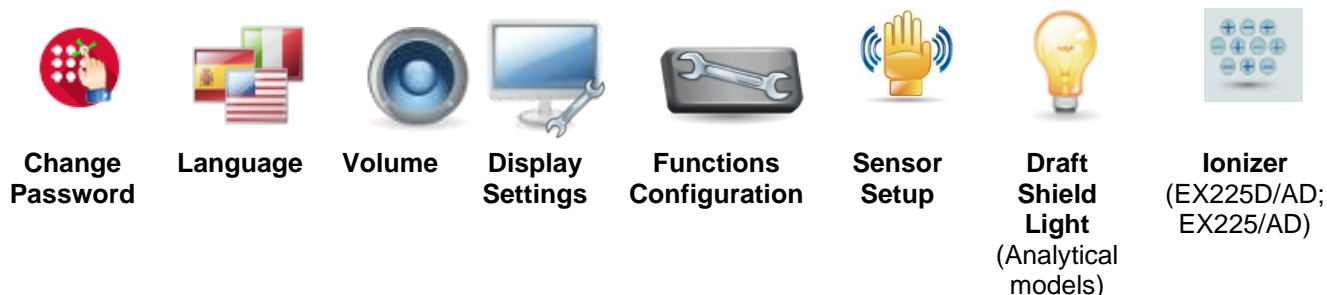 Change
Password
Language
Volume
Display
Settings
Functions
Configuration
Sensor
Setup
Draft
Shield
Light
(Analytical
models)
Ionizer
(EX225D/AD;
EX225/AD)